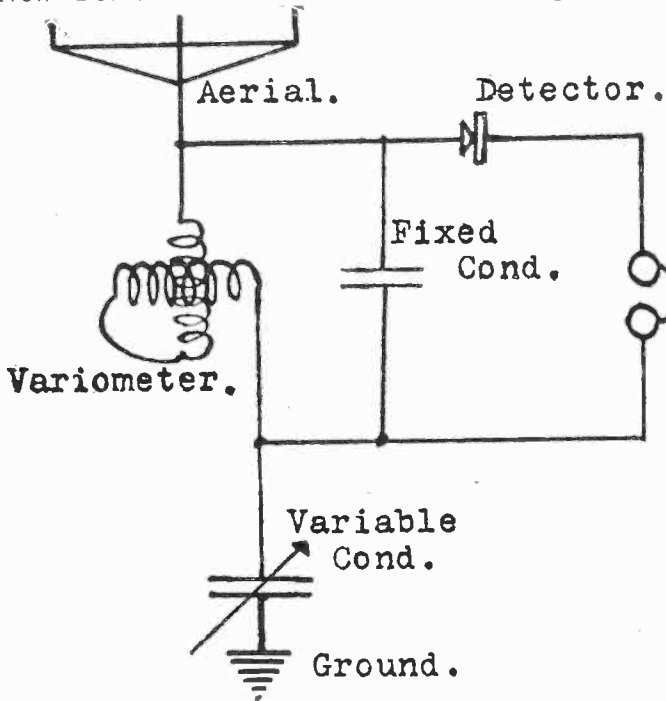 Aerial.
Detector.
Fixed
Cond.
Variometer.
Variable
Cond.
Ground.